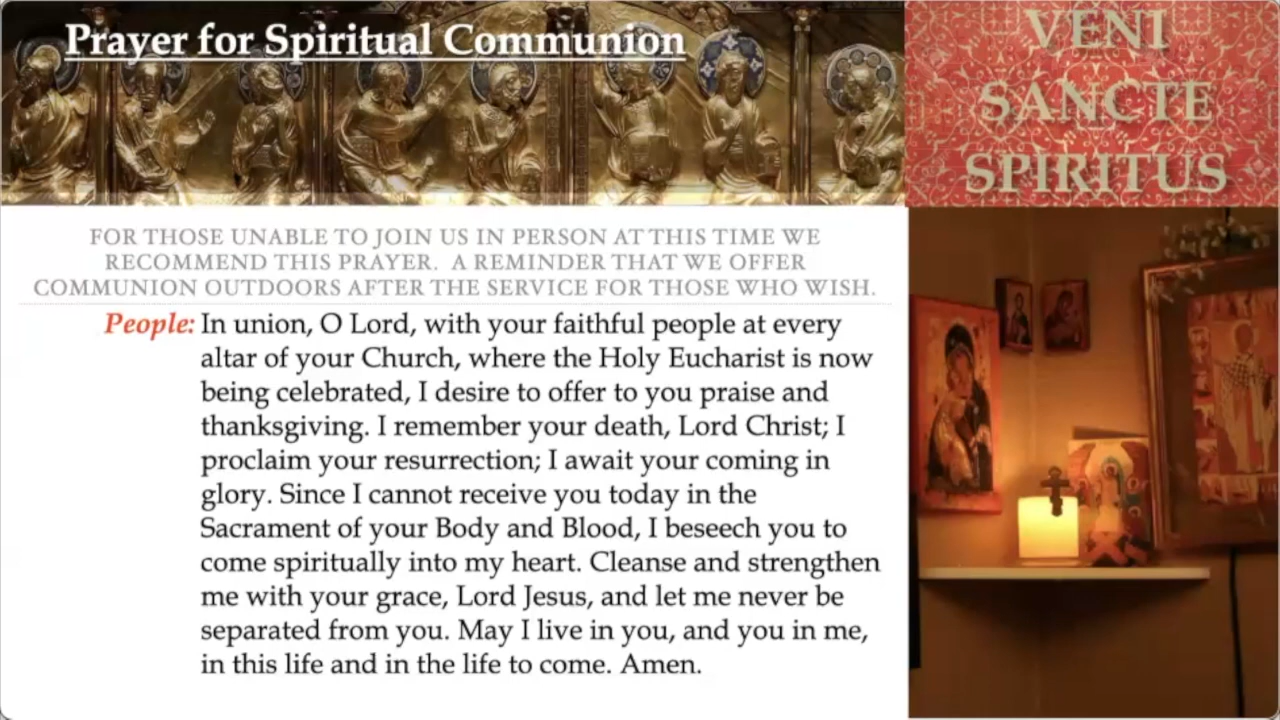 Prayer for Spiritual Communion
VENI
SANCTE
SPIRITUS
FOR THOSE UNABLE TO JOIN US IN PERSON AT THIS TIME WE
RECOMMEND THIS PRAYER.  A REMINDER THAT WE OFFER
COMMUNION OUTDOORS AFTER THE SERVICE FOR THOSE WHO WISH.
People: In union, O Lord, with your faithful people at every
altar of your Church, where the Holy Eucharist is now
being celebrated, I desire to offer to you praise and
thanksgiving. I remember your death, Lord Christ; I
proclaim your resurrection; I await your coming in
glory. Since I cannot receive you today in the
Sacrament of your Body and Blood, I beseech you to
come spiritually into my heart. Cleanse and strengthen
me with your grace, Lord Jesus, and let me never be
separated from you. May I live in you, and you in me,
in this life and in the life to come. Amen.